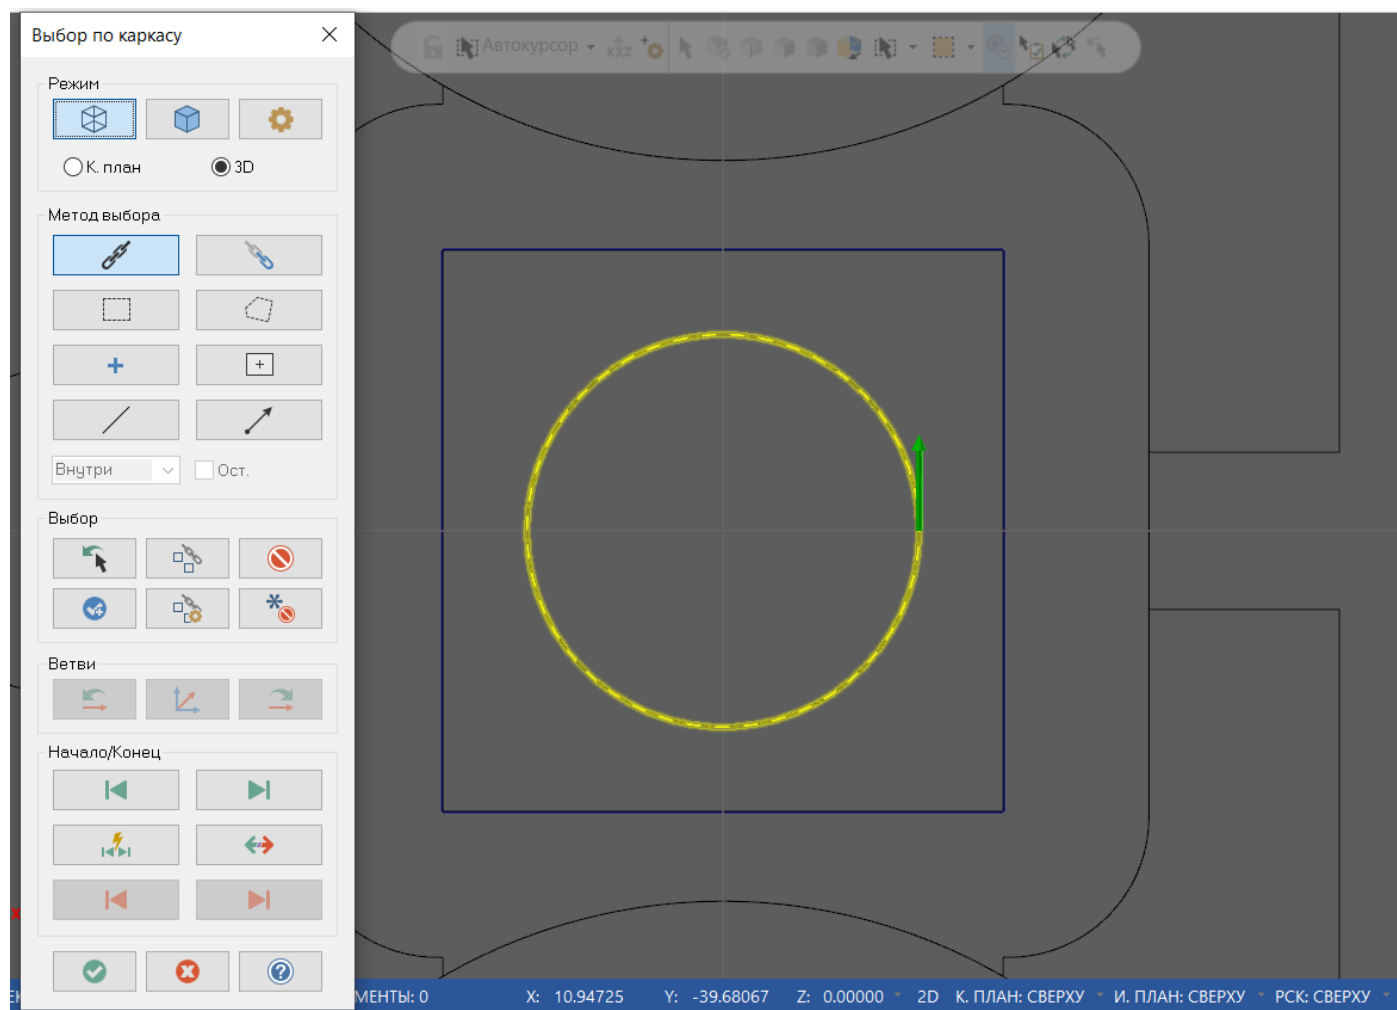 Выбор по каркасу
Режим
К. план
3D
Метод выбора
Внутри
Ост.
Выбор
Ветви
Начало/Конец
Автокурсор
XYZ
МЕНТЫ: 0
X: 10.94725
Y: -39.68067
Z: 0.00000
2D
К. ПЛАН: СВЕРХУ
И. ПЛАН: СВЕРХУ
РСК: СВЕРХУ